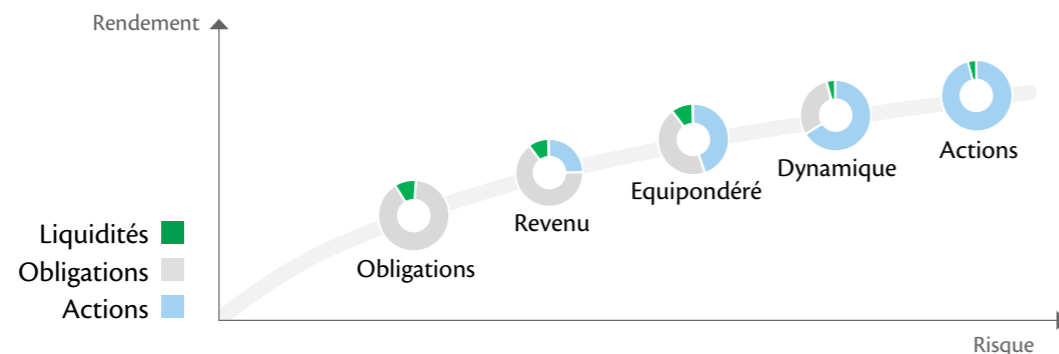 Rendement
Actions
Dynamique
Equipondéré
Revenu
Obligations
Liquidités
Obligations
Actions
Risque